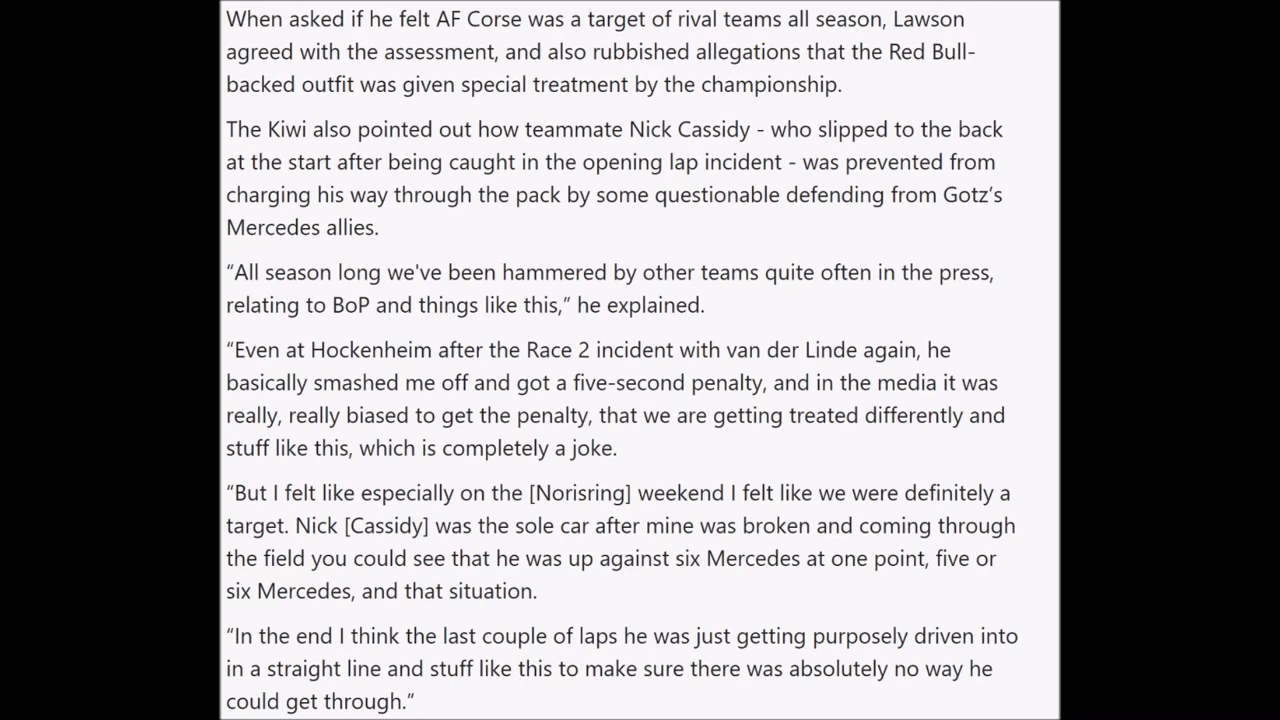 When asked if he felt AF Corse was a target of rival teams all season, Lawson
agreed with the assessment, and also rubbished allegations that the Red Bull-
backed outfit was given special treatment by the championship.
The Kiwi also pointed out how teammate Nick Cassidy - who slipped to the back
at the start after being caught in the opening lap incident - was prevented from
charging his way through the pack by some questionable defending from Gotz’s
Mercedes allies.
“All season long we've been hammered by other teams quite often in the press,
relating to BoP and things like this,” he explained.
“Even at Hockenheim after the Race 2 incident with van der Linde again, he
basically smashed me off and got a five-second penalty, and in the media it was
really, really biased to get the penalty, that we are getting treated differently and
stuff like this, which is completely a joke.
“But I felt like especially on the [Norisring] weekend I felt like we were definitely a
target. Nick [Cassidy] was the sole car after mine was broken and coming through
the field you could see that he was up against six Mercedes at one point, five or
six Mercedes, and that situation.
“In the end I think the last couple of laps he was just getting purposely driven into
in a straight line and stuff like this to make sure there was absolutely no way he
could get through.”